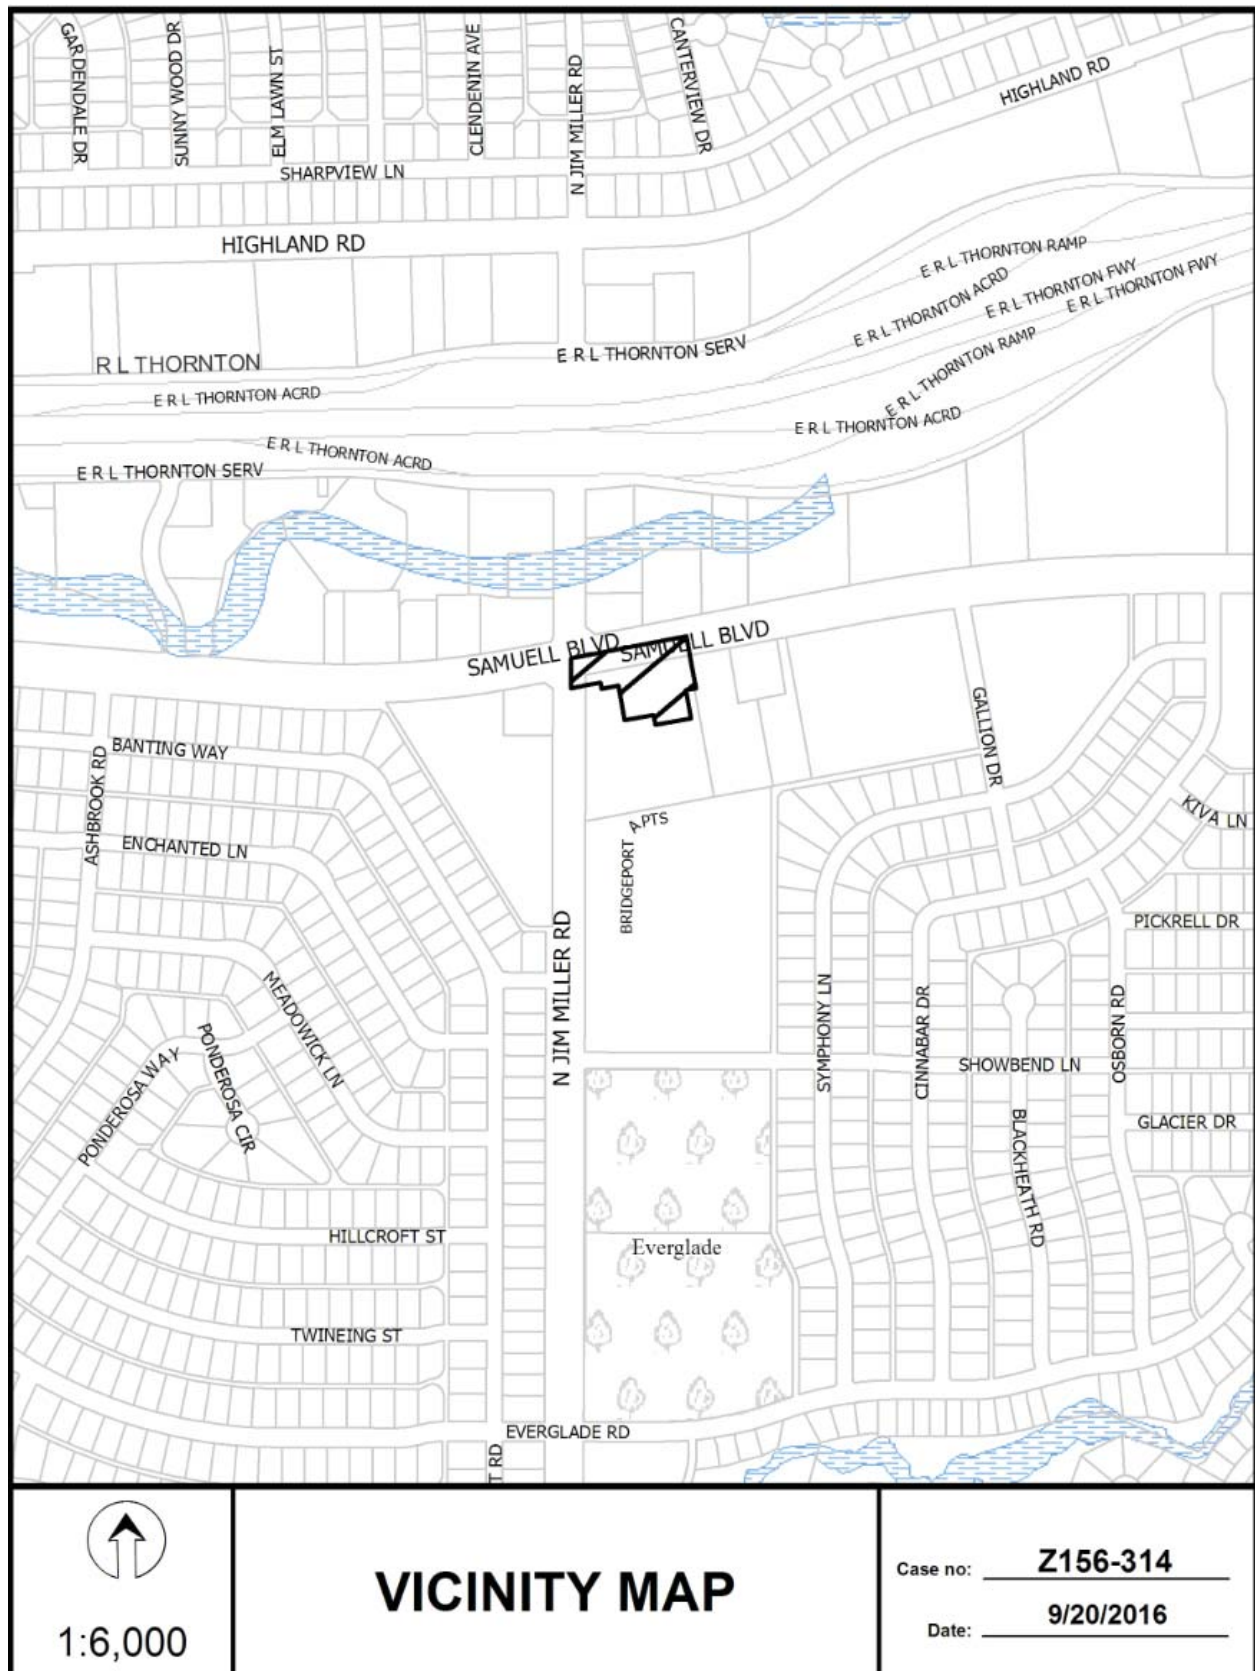 GARDENDALE DR
SUNNY WOOD DR
ELM LAWN ST
CLENDENIN AVE
N JIM MILLER RD
CANTERVIEW DR
HIGHLAND RD
SHARPVIEW LN
HIGHLAND RD
E R L THORNTON RAMP
E R L THORNTON ACRD
E R L THORNTON FWY
E R L THORNTON FWY
R L THORNTON
E R L THORNTON SERV
E R L THORNTON RAMP
E R L THORNTON ACRD
E R L THORNTON ACRD
E R L THORNTON ACRD
E R L THORNTON SERV
SAMUELL BLVD
SAMUELL BLVD
GALLION DR
BANTING WAY
ASHBROOK RD
ENCHANTED LN
KIVA LN
APTS
BRIDGEPORT
N JIM MILLER RD
PICKRELL DR
MEADOWICK LN
SYMPHONY LN
CINNABAR DR
OSBORN RD
PONDEROSA WAY
PONDEROSA CIR
SHOWBEND LN
BLACKHEATH RD
GLACIER DR
HILLCROFT ST
Everglade
TWINEING ST
EVERGLADE RD
T RD
1:6,000
VICINITY MAP
Case no: Z156-314
Date: 9/20/2016